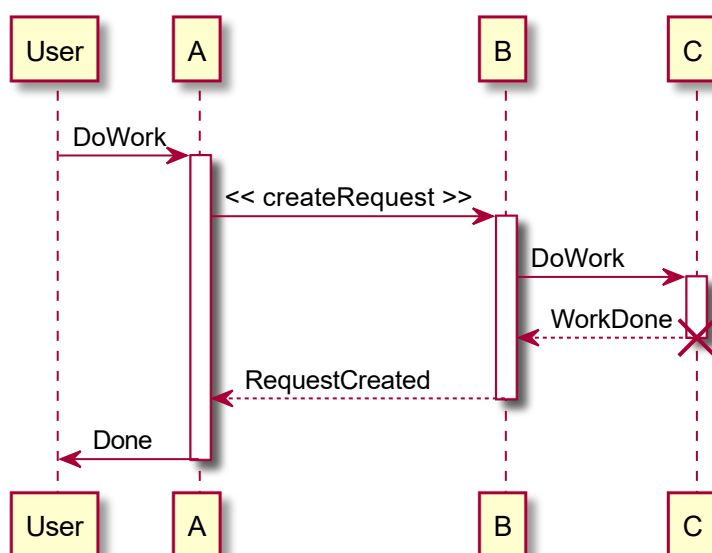 User A B C
DoWork
<< createRequest >>
DoWork
WorkDone
RequestCreated
Done
User A B C